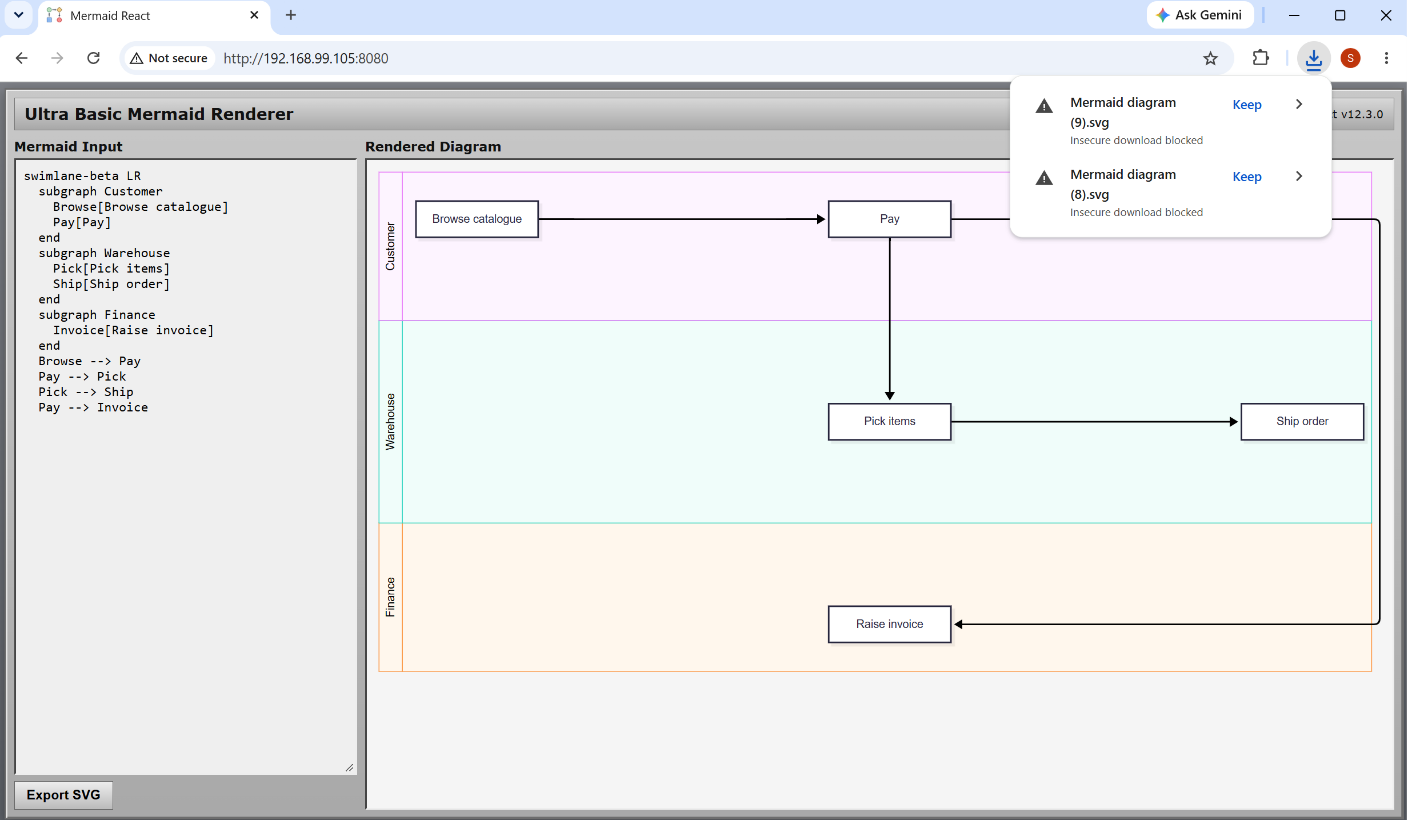 Mermaid React
Ask Gemini
Not secure
http://192.168.99.105:8080
S
Mermaid diagram
(9).svg
Keep
Insecure download blocked
Mermaid diagram
(8).svg
Keep
Insecure download blocked
Ultra Basic Mermaid Renderer
v12.3.0
Mermaid Input
swimlane-beta LR
subgraph Customer
Browse[Browse catalogue]
Pay[Pay]
end
subgraph Warehouse
Pick[Pick items]
Ship[Ship order]
end
subgraph Finance
Invoice[Raise invoice]
end
Browse --> Pay
Pay --> Pick
Pick --> Ship
Pay --> Invoice
Export SVG
Rendered Diagram
Customer
Browse catalogue
Pay
Warehouse
Pick items
Ship order
Finance
Raise invoice